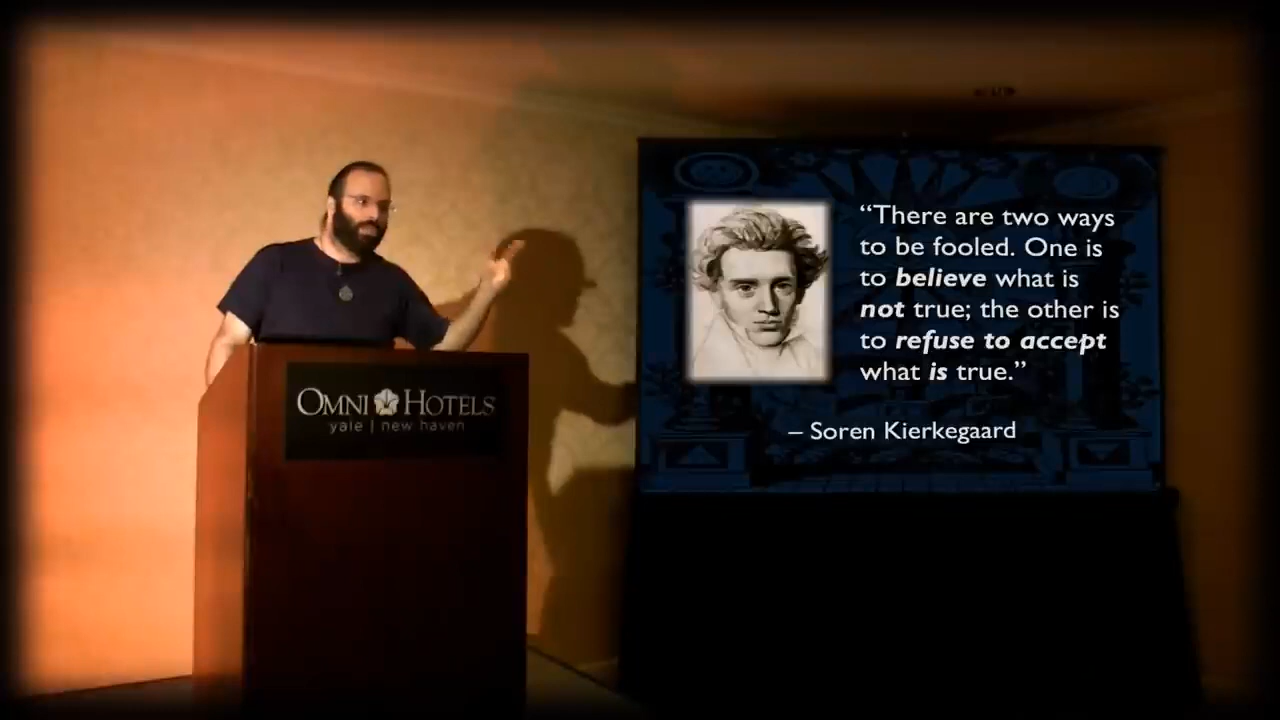 OMNI HOTELS
yale | new haven
“There are two ways
to be fooled. One is
to believe what is
not true; the other is
to refuse to accept
what is true.”
– Soren Kierkegaard